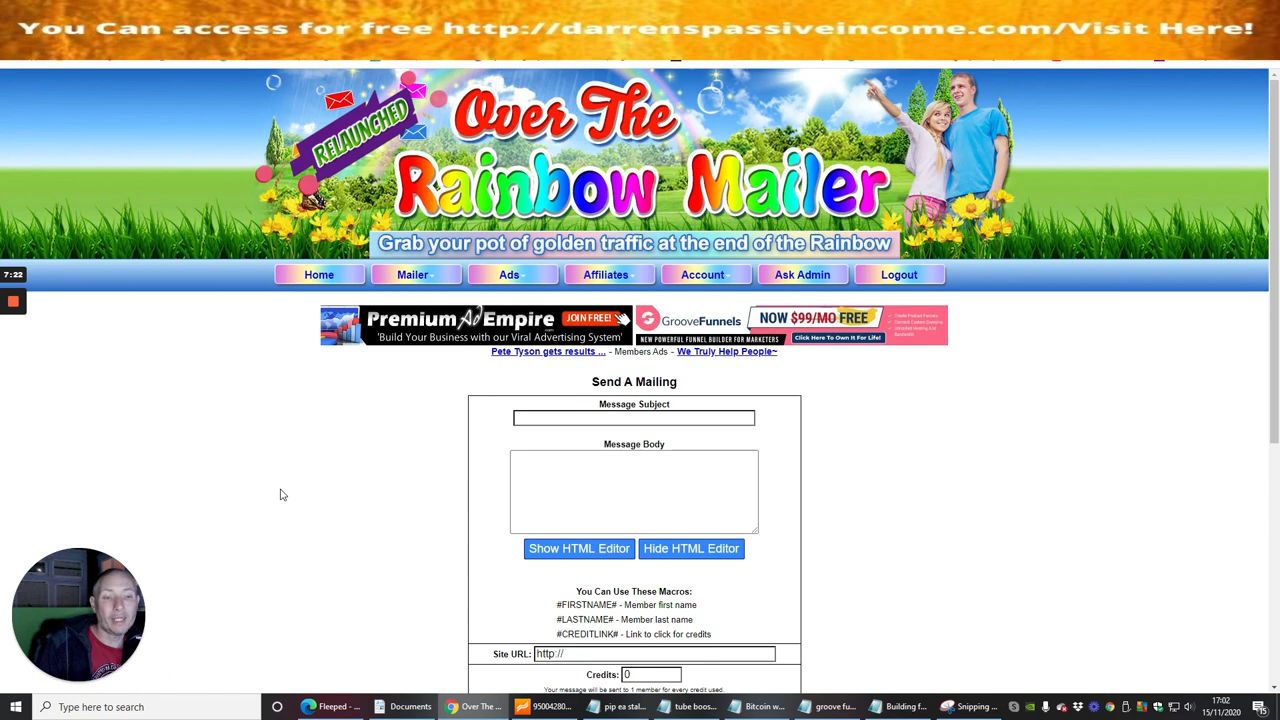 You Can access for free http://darrenspassiveincome.com/Visit Here!
RELAUNCHED
Over The
Rainbow Mailer
Grab your pot of golden traffic at the end of the Rainbow
7:22
Home Mailer Ads Affiliates Account Ask Admin Logout
Premium Ad Empire JOIN FREE!
'Build Your Business with our Viral Advertising System'
GrooveFunnels
NEW POWERFUL FUNNEL BUILDER FOR MARKETERS
NOW $99/MO FREE
Click Here To Own It For Life!
Pete Tyson gets results ... - Members Ads - We Truly Help People~
Send A Mailing
Message Subject
Message Body
Show HTML Editor Hide HTML Editor
You Can Use These Macros:
#FIRSTNAME# - Member first name
#LASTNAME# - Member last name
#CREDITLINK# - Link to click for credits
Site URL: http://
Credits: 0
Your message will be sent to 1 member for every credit used.
Type here to search
Fleeped - ...
Documents
Over The ...
95004280...
pip ea stal...
tube boos...
Bitcoin w...
groove fu...
Building f...
Snipping ...
17:02
15/11/2020